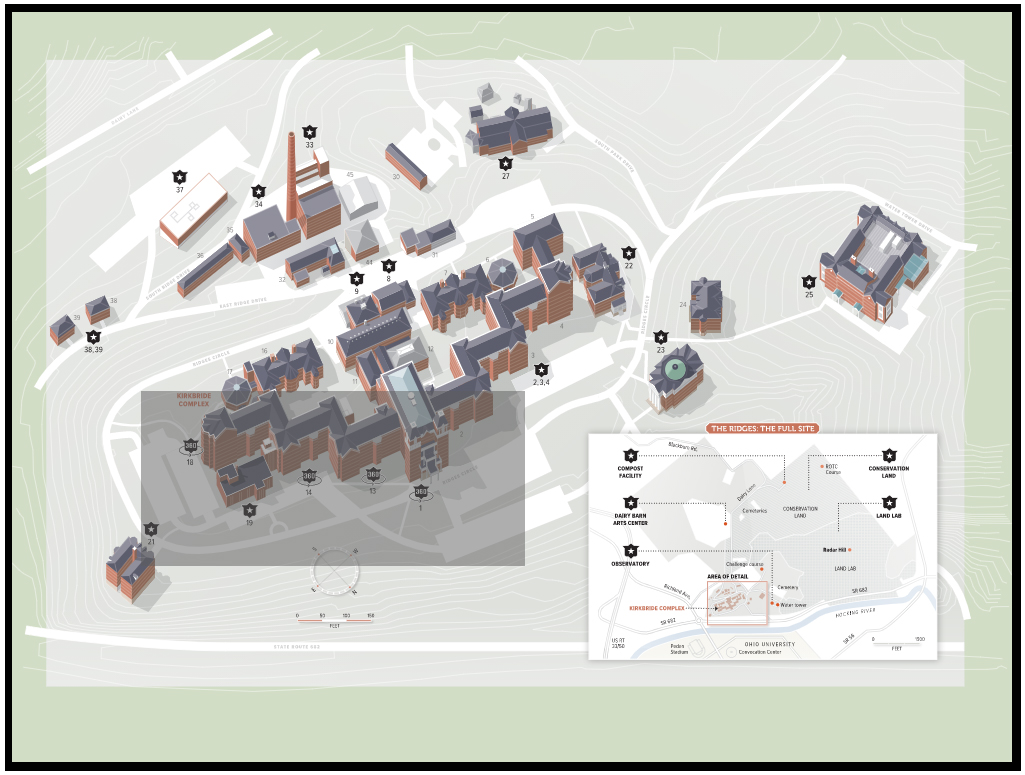 DAIRY LANE
33
37
34
45
30
27
SOUTH PARK DRIVE
WATER TOWER DRIVE
35
36
5
44
31
22
32
8
9
6
7
25
SOUTH RIDGE DRIVE
EAST RIDGE DRIVE
38
39
38,39
24
RIDGES CIRCLE
4
23
10
12
3
2,3,4
RIDGES CIRCLE
16
17
11
KIRKBRIDE
COMPLEX
2
360
18
360
14
360
13
360
1
19
21
S
W
E
N
0 50 100 150
FEET
STATE ROUTE 682
THE RIDGES: THE FULL SITE
Blackburn Rd.
COMPOST
FACILITY
ROTC
Course
CONSERVATION
LAND
Dairy Lane
Cemeteries
CONSERVATION
LAND
DAIRY BARN
ARTS CENTER
LAND LAB
OBSERVATORY
Radar Hill
Challenge course
LAND LAB
AREA OF DETAIL
Cemetery
Richland Ave.
SR 682
KIRKBRIDE COMPLEX
Water tower
HOCKING RIVER
SR 682
US RT
33/50
Peden
Stadium
OHIO UNIVERSITY
Convocation Center
SR 56
0 1500
FEET